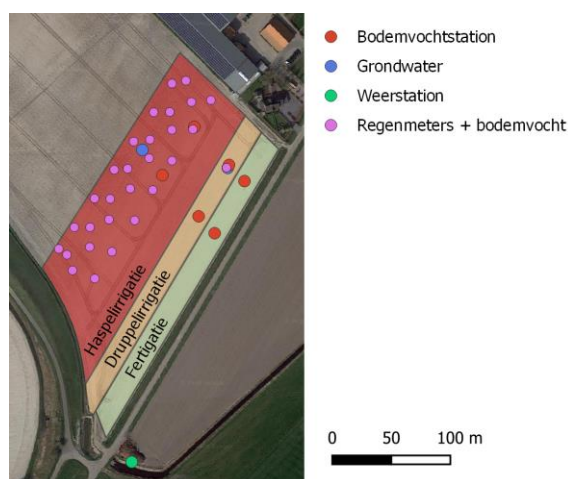 Bodemvochtstation
Grondwater
Weerstation
Regenmeters + bodemvocht
Haspelirrigatie
Druppelirrigatie
Fertigatie
0 50 100 m